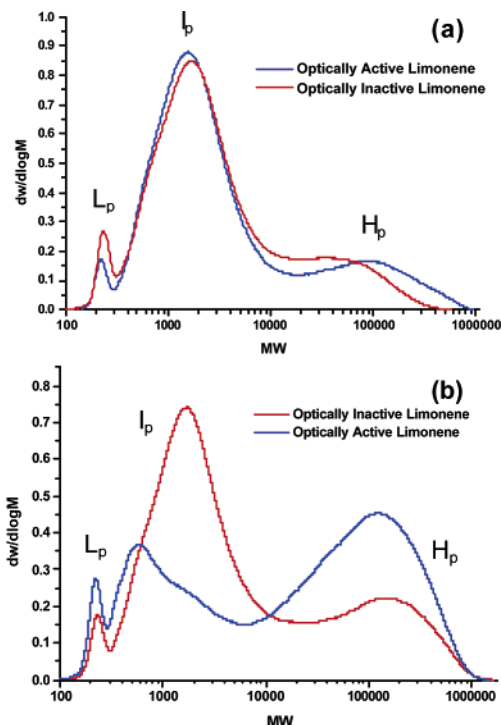 (a)
Ip
Optically Active Limonene
Optically Inactive Limonene
Lp
Hp
dw/dlogM
1.0
0.9
0.8
0.7
0.6
0.5
0.4
0.3
0.2
0.1
0.0
100 1000 10000 100000 1000000
MW
(b)
Ip
Optically Inactive Limonene
Optically Active Limonene
Lp
Hp
dw/dlogM
0.8
0.7
0.6
0.5
0.4
0.3
0.2
0.1
0.0
100 1000 10000 100000 1000000
MW